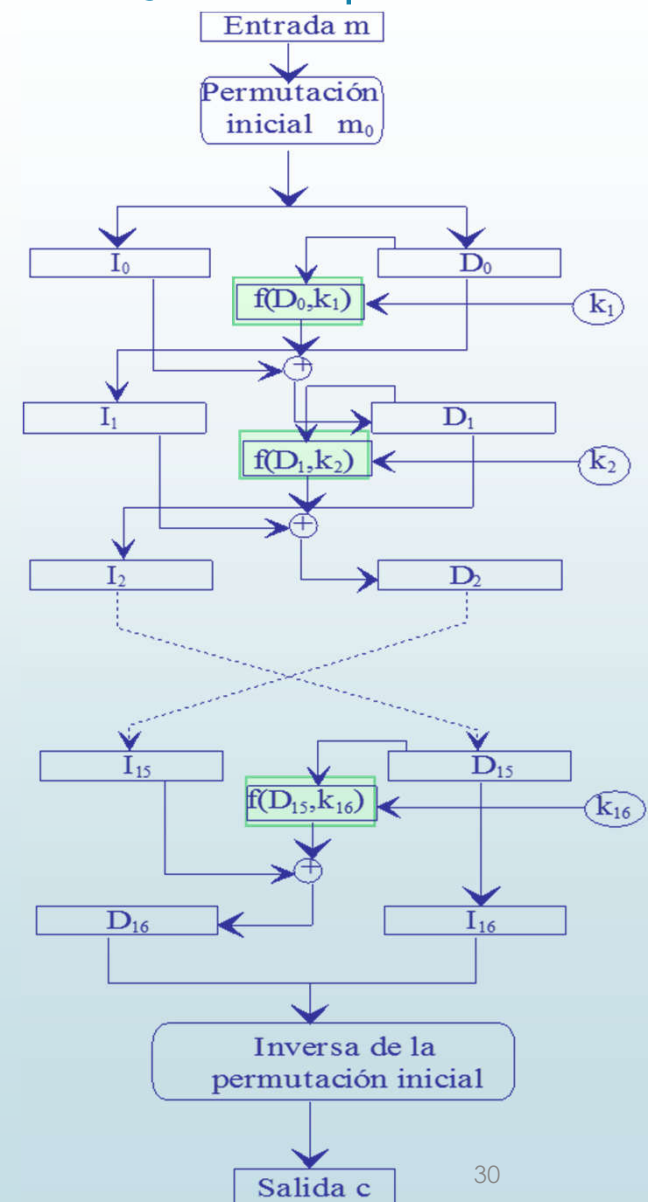 Entrada m
Permutación
inicial m₀
I₀
D₀
f(D₀,k₁)
k₁
+
I₁
D₁
f(D₁,k₂)
k₂
+
I₂
D₂
I₁₅
D₁₅
f(D₁₅,k₁₆)
k₁₆
+
D₁₆
I₁₆
Inversa de la
permutación inicial
Salida c
30